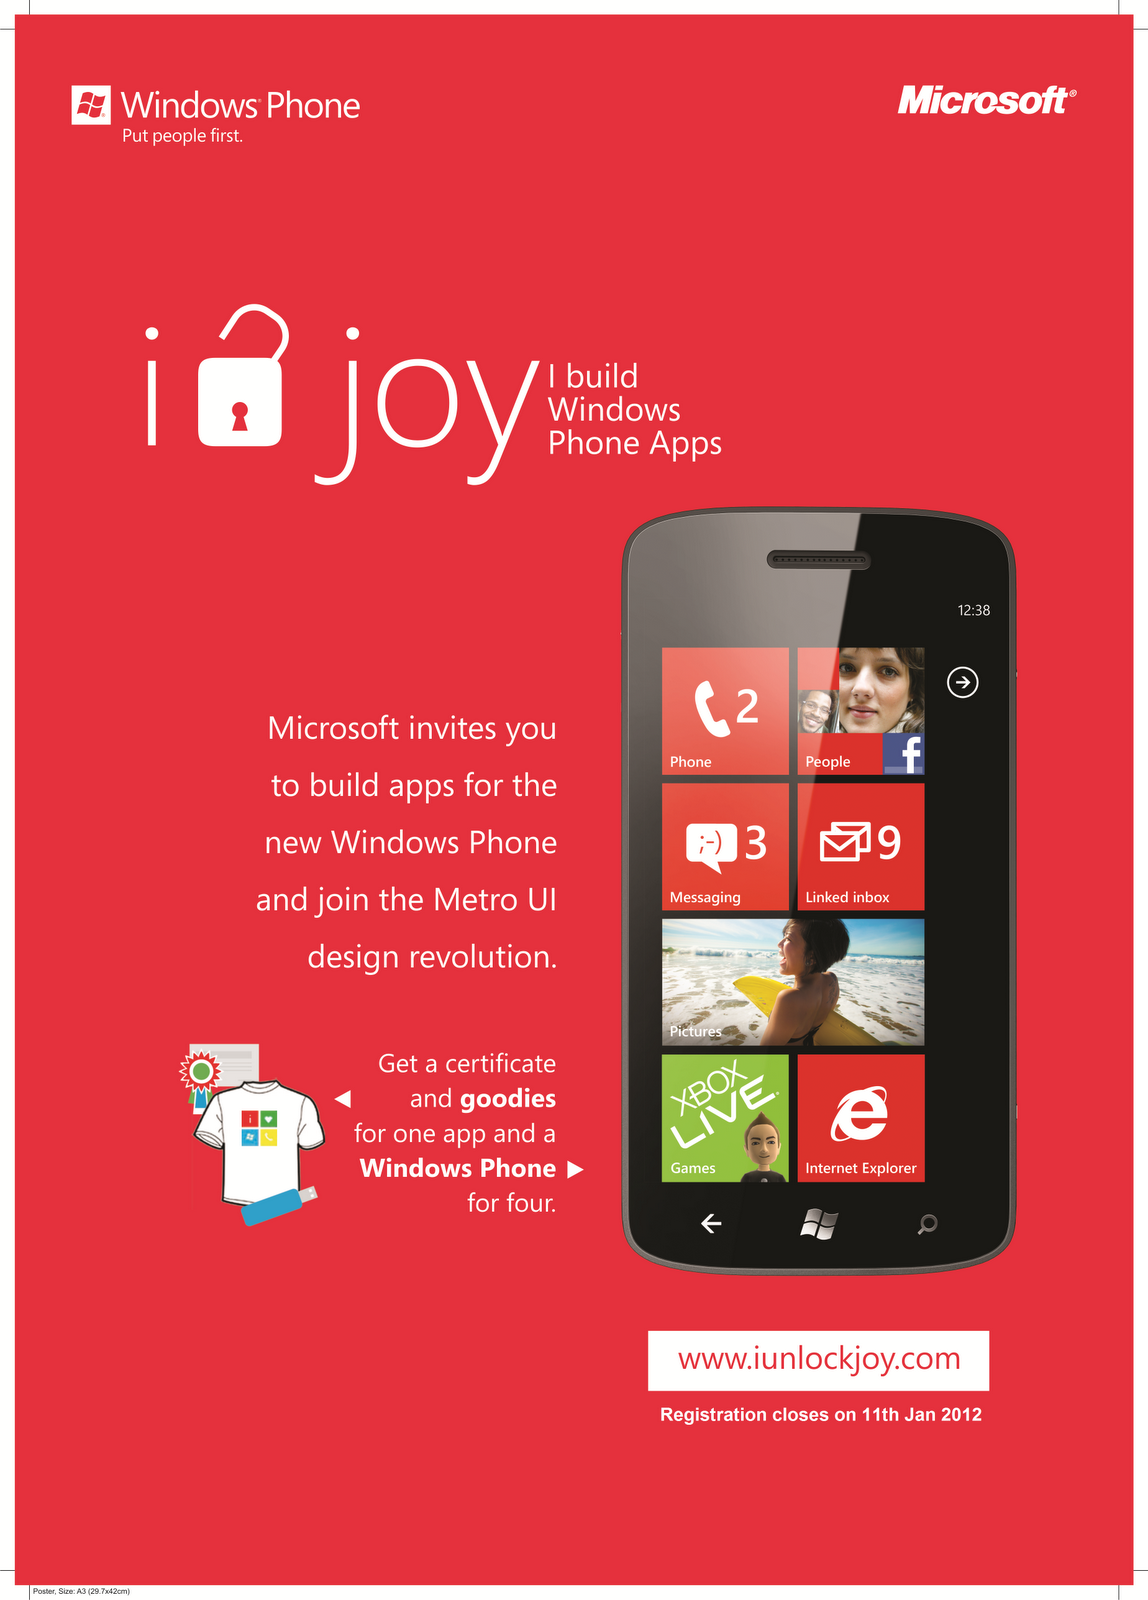 Windows® Phone
Put people first.
Microsoft®
i joy
I build
Windows
Phone Apps
12:38
2
Phone
People
f
;-) 3
Messaging
9
Linked inbox
Pictures
XBOX
LIVE
Games
Internet Explorer
Microsoft invites you
to build apps for the
new Windows Phone
and join the Metro UI
design revolution.
i
Get a certificate
and goodies
for one app and a
Windows Phone
for four.
www.iunlockjoy.com
Registration closes on 11th Jan 2012
Poster, Size: A3 (29.7x42cm)